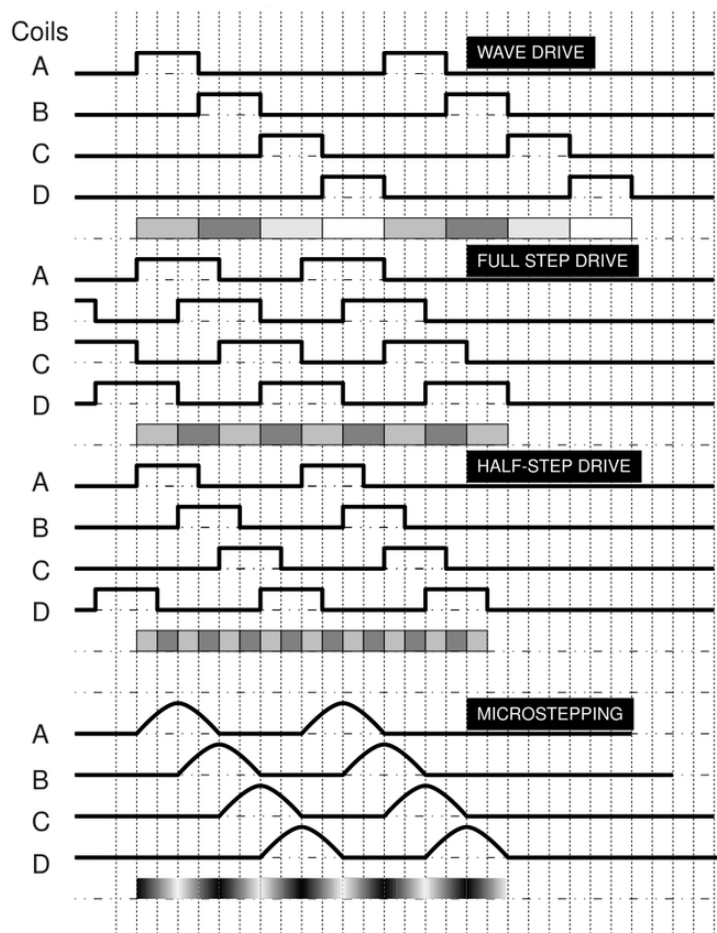 Coils
WAVE DRIVE
A
B
C
D
FULL STEP DRIVE
A
B
C
D
HALF-STEP DRIVE
A
B
C
D
MICROSTEPPING
A
B
C
D